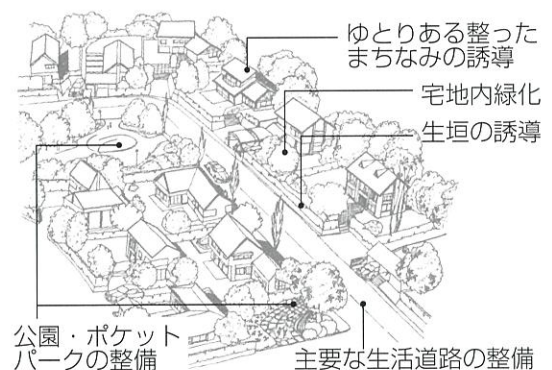 ゆとりある整った
まちなみの誘導
宅地内緑化
生垣の誘導
公園・ポケット
パークの整備
主要な生活道路の整備